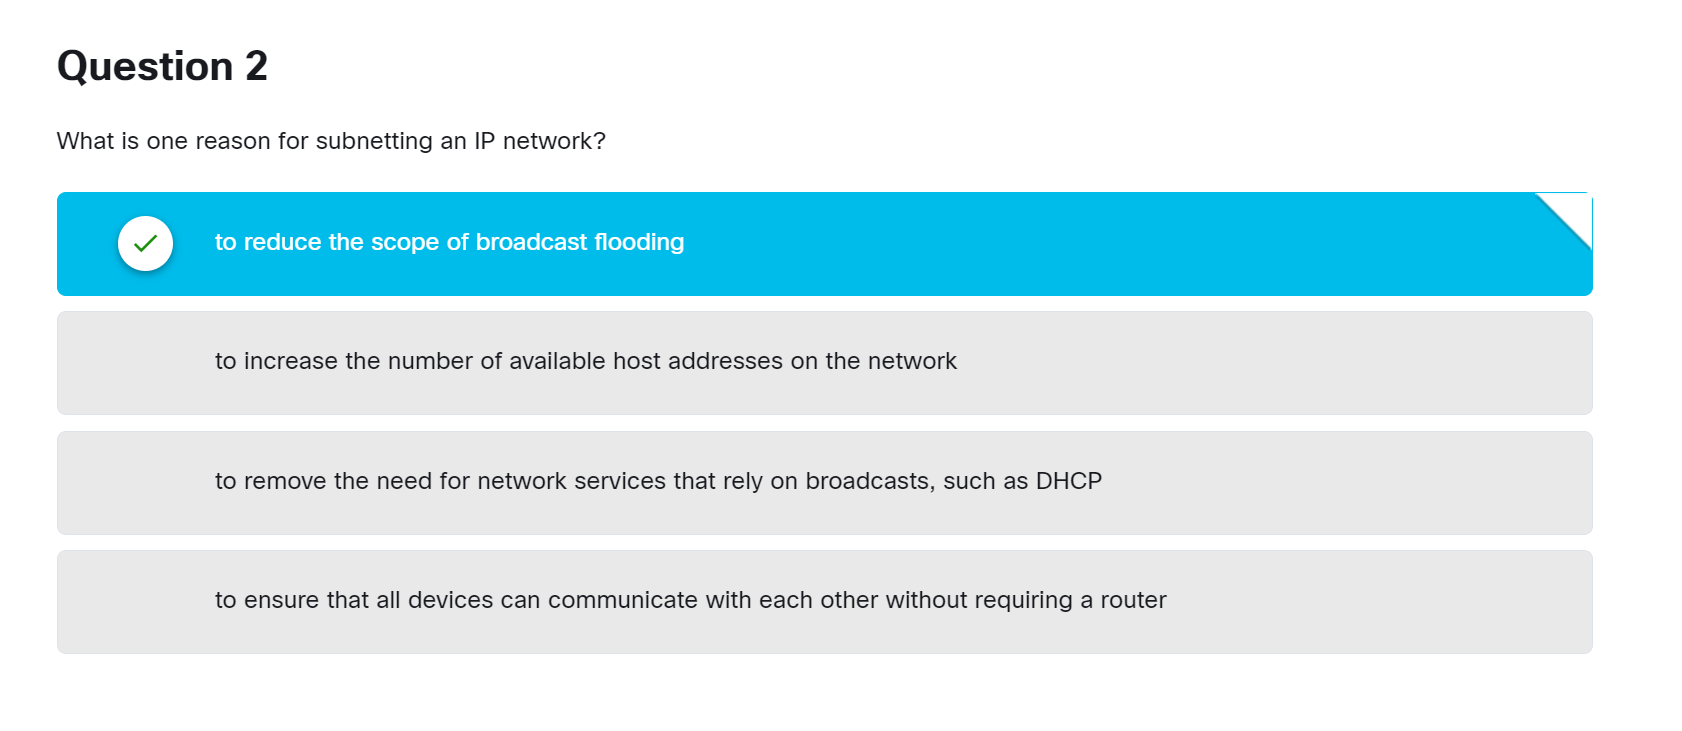 Question 2
What is one reason for subnetting an IP network?
to reduce the scope of broadcast flooding
to increase the number of available host addresses on the network
to remove the need for network services that rely on broadcasts, such as DHCP
to ensure that all devices can communicate with each other without requiring a router